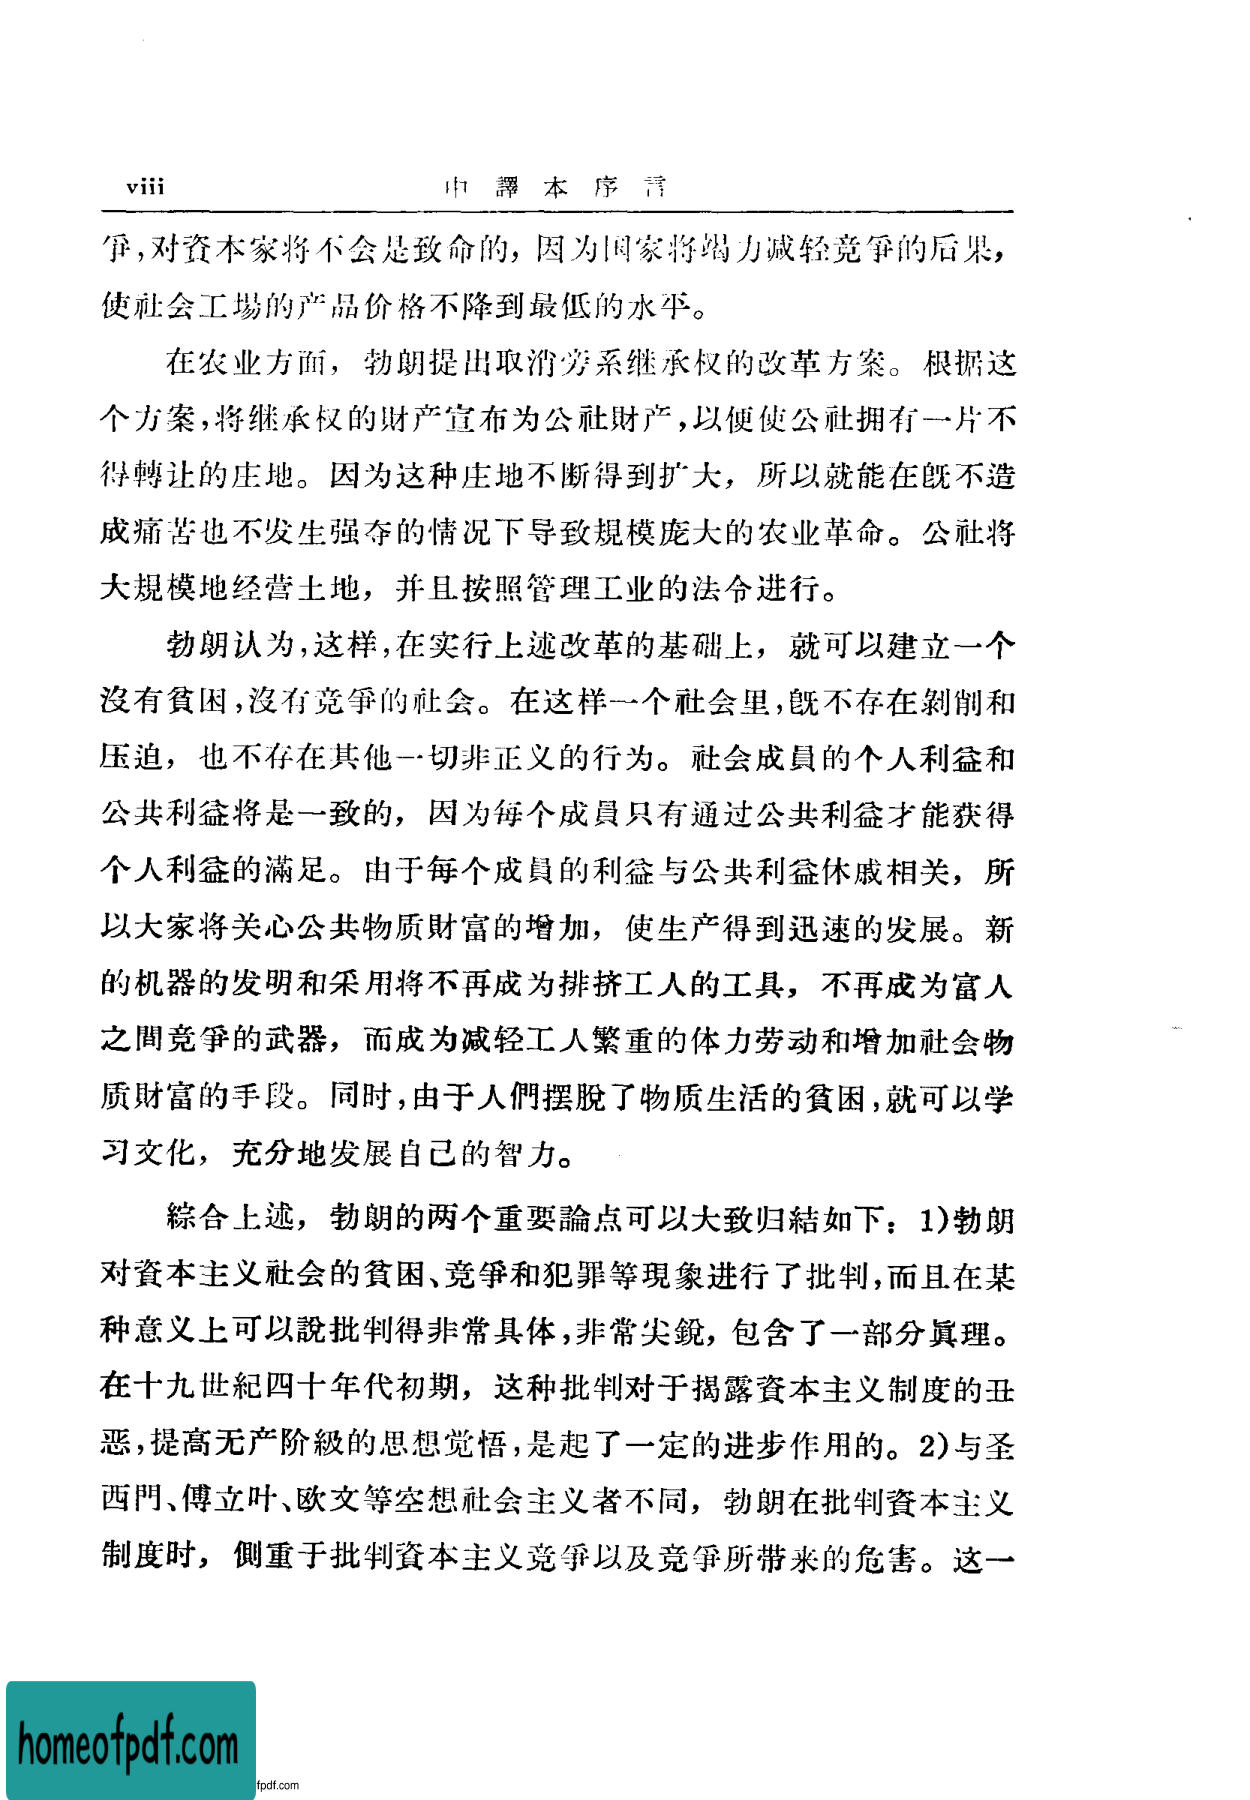 viii 中譯本序言
爭,对資本家将不会是致命的, 因为国家将竭力减轻竞爭的后果,
使社会工場的产品价格不降到最低的水平。
在农业方面, 勃朗提出取消旁系继承权的改革方案。根据这
个方案,将继承权的財产宣布为公社財产,以便使公社拥有一片不
得轉让的庄地。因为这种庄地不断得到扩大, 所以就能在旣不造
成痛苦也不发生强夺的情况下导致規模庞大的农业革命。公社将
大規模地经营土地, 并且按照管理工业的法令进行。
勃朗认为,这样,在实行上述改革的基础上, 就可以建立一个
沒有貧困,沒有竞爭的社会。在这样一个社会里,旣不存在剝削和
压迫, 也不存在其他一切非正义的行为。社会成員的个人利益和
公共利益将是一致的, 因为每个成員只有通过公共利益才能获得
个人利益的滿足。由于每个成員的利益与公共利益休戚相关, 所
以大家将关心公共物质財富的增加, 使生产得到迅速的发展。新
的机器的发明和采用将不再成为排挤工人的工具, 不再成为富人
之間竞爭的武器, 而成为减轻工人繁重的体力劳动和增加社会物
质財富的手段。同时,由于人們摆脫了物质生活的貧困,就可以学
习文化, 充分地发展自己的智力。
綜合上述, 勃朗的两个重要論点可以大致归結如下: 1)勃朗
对資本主义社会的貧困、竞爭和犯罪等現象进行了批判,而且在某
种意义上可以說批判得非常具体,非常尖銳, 包含了一部分眞理。
在十九世紀四十年代初期, 这种批判对于揭露資本主义制度的丑
恶,提高无产阶級的思想觉悟,是起了一定的进步作用的。2)与圣
西門、傅立叶、欧文等空想社会主义者不同, 勃朗在批判資本主义
制度时, 側重于批判資本主义竞爭以及竞爭所带来的危害。这一
homeofpdf.com
fpdf.com